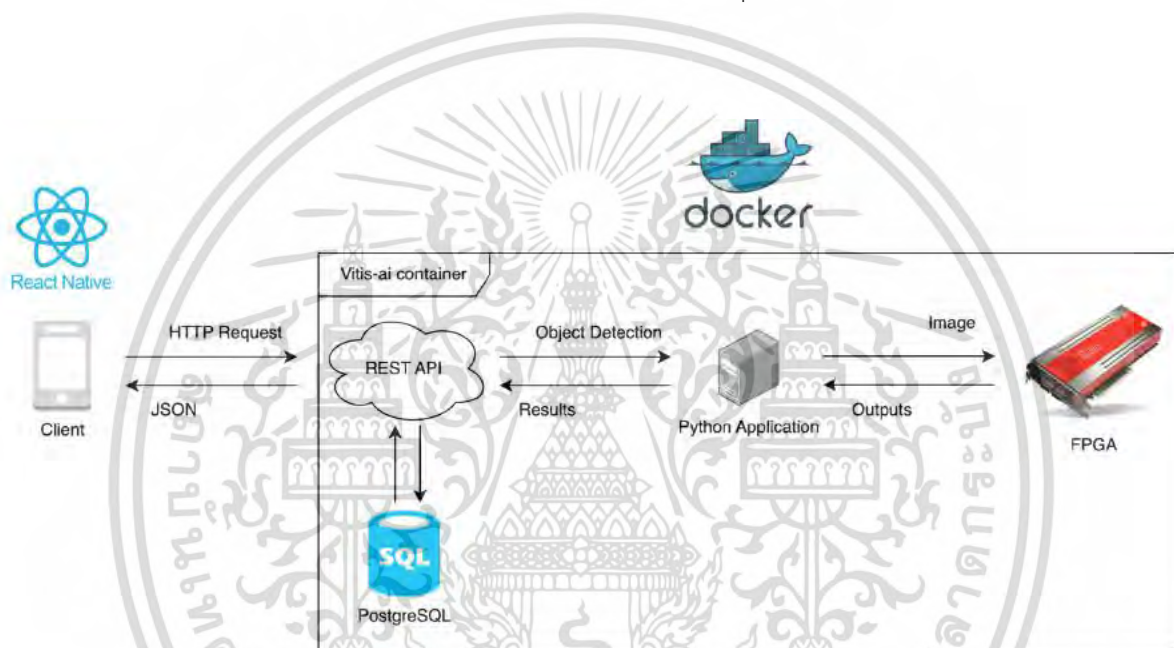 docker
React Native
Vitis-ai container
HTTP Request
REST API
Object Detection
Image
JSON
Results
Outputs
Client
Python Application
FPGA
SQL
PostgreSQL